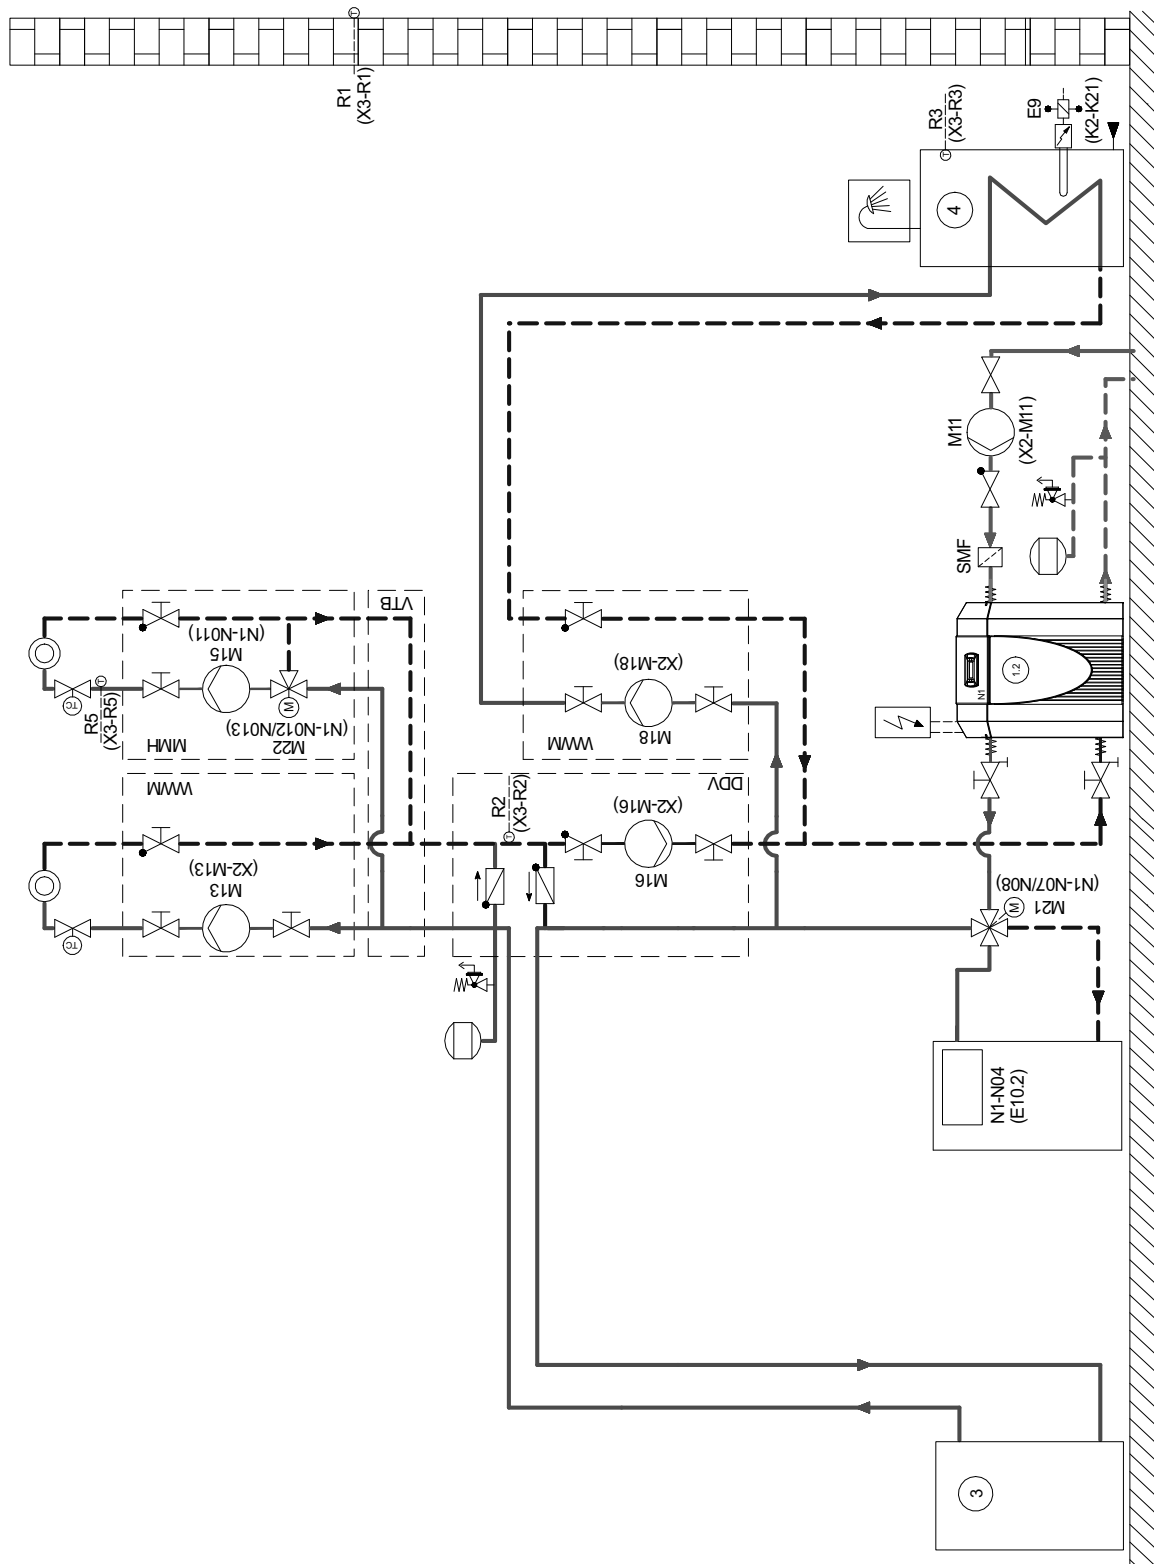 R1
(X3-R1)
T
R3
(X3-R3)
T
E9
(K2-K21)
4
M11
(X2-M11)
SMF
N1
1.2
VTB
MMH
M15
(N1-N011)
M22
(N1-N012/N013)
M
TC
T
R5
(X3-R5)
WWM
M13
(X2-M13)
TC
WWM
M18
(X2-M18)
DDV
M16
(X2-M16)
T
R2
(X3-R2)
M21
(N1-N07/N08)
M
N1-N04
(E10.2)
3